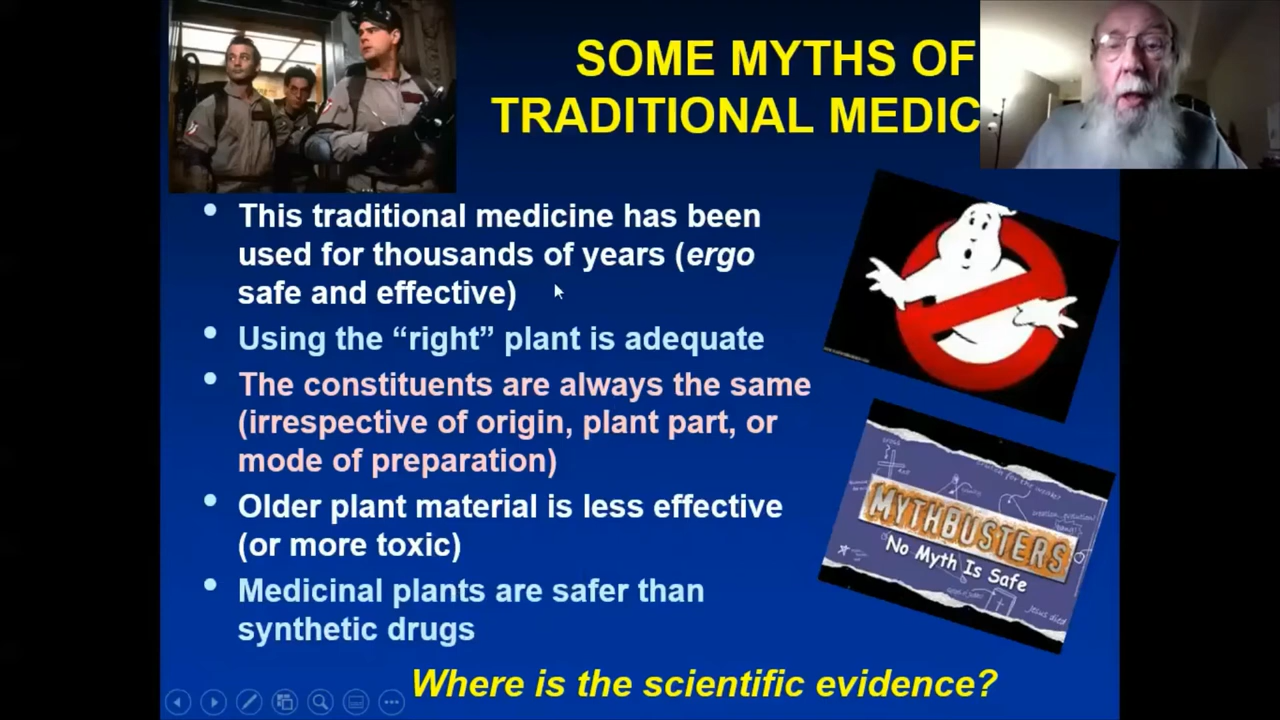 SOME MYTHS OF
TRADITIONAL MEDIC
This traditional medicine has been
used for thousands of years (ergo
safe and effective)
Using the “right” plant is adequate
The constituents are always the same
(irrespective of origin, plant part, or
mode of preparation)
Older plant material is less effective
(or more toxic)
Medicinal plants are safer than
synthetic drugs
MYTHBUSTERS
No Myth Is Safe
Jesus died
Where is the scientific evidence?